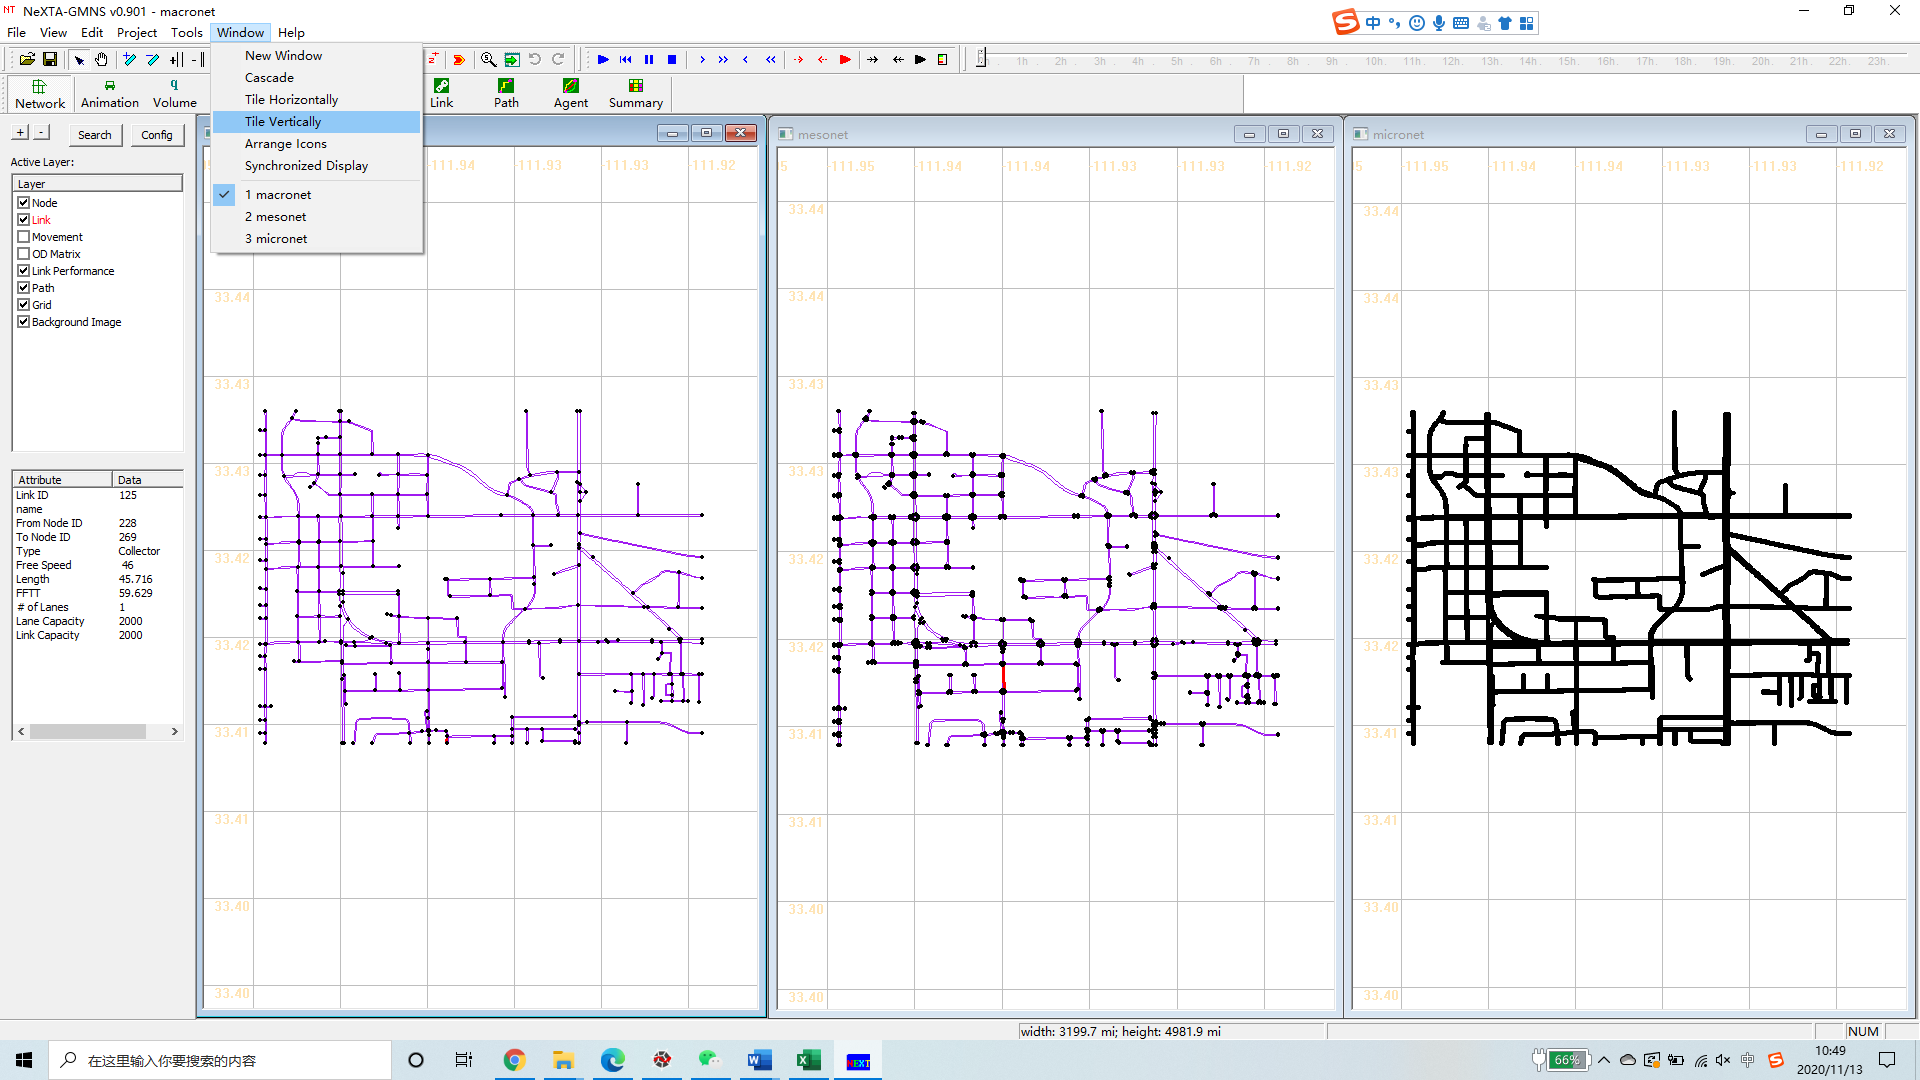 NT NeXTA-GMNS v0.901 - macronet
中
File View Edit Project Tools Window Help
1h. 2h. 3h. 4h. 5h. 6h. 7h. 8h. 9h. 10h. 11h. 12h. 13h. 14h. 15h. 16h. 17h. 18h. 19h. 20h. 21h. 22h. 23h.
Network Animation Volume Link Path Agent Summary
New Window
Cascade
Tile Horizontally
Tile Vertically
Arrange Icons
Synchronized Display
1 macronet
2 mesonet
3 micronet
+ - Search Config
Active Layer:
Layer
Node
Link
Movement
OD Matrix
Link Performance
Path
Grid
Background Image
Attribute Data
Link ID 125
name
From Node ID 228
To Node ID 269
Type Collector
Free Speed 46
Length 45.716
FFTT 59.629
# of Lanes 1
Lane Capacity 2000
Link Capacity 2000
-111.94 -111.93 -111.93 -111.92
33.44
33.43
33.43
33.42
33.42
33.41
33.41
33.40
33.40
mesonet
-111.95 -111.94 -111.94 -111.93 -111.93 -111.92
33.44
33.44
33.43
33.43
33.42
33.42
33.41
33.41
33.40
33.40
micronet
-111.95 -111.94 -111.94 -111.93 -111.93 -111.92
33.44
33.44
33.43
33.43
33.42
33.42
33.41
33.41
33.40
33.40
width: 3199.7 mi; height: 4981.9 mi
NUM
在这里输入你要搜索的内容
NEXT
66%
中
10:49
2020/11/13